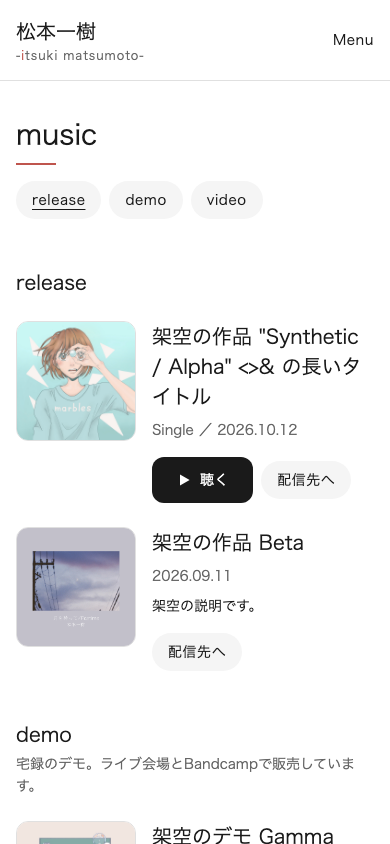 松本一樹
-itsuki matsumoto-
Menu
music
release
demo
video
release
marbles
架空の作品 "Synthetic
/ Alpha" <>& の長いタ
イトル
Single ／ 2026.10.12
▶ 聴く
配信先へ
架空の作品 Beta
2026.09.11
架空の説明です。
配信先へ
demo
宅録のデモ。ライブ会場とBandcampで販売していま
す。
架空のデモ Gamma